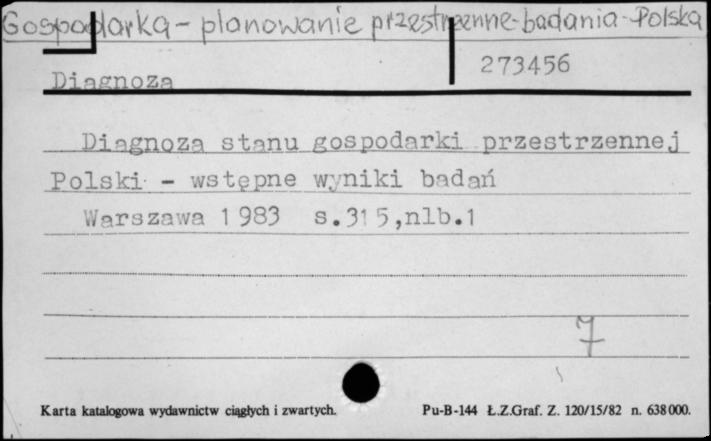 Gospodarka - planowanie przestrzenne - badania - Polska
273456
Diagnoza
Diagnoza stanu gospodarki przestrzennej
Polski - wstępne wyniki badań
Warszawa 1983 s.315,nlb.1
7
Karta katalogowa wydawnictw ciągłych i zwartych. Pu-B-144 Ł.Z.Graf. Z. 120/15/82 n. 638000.